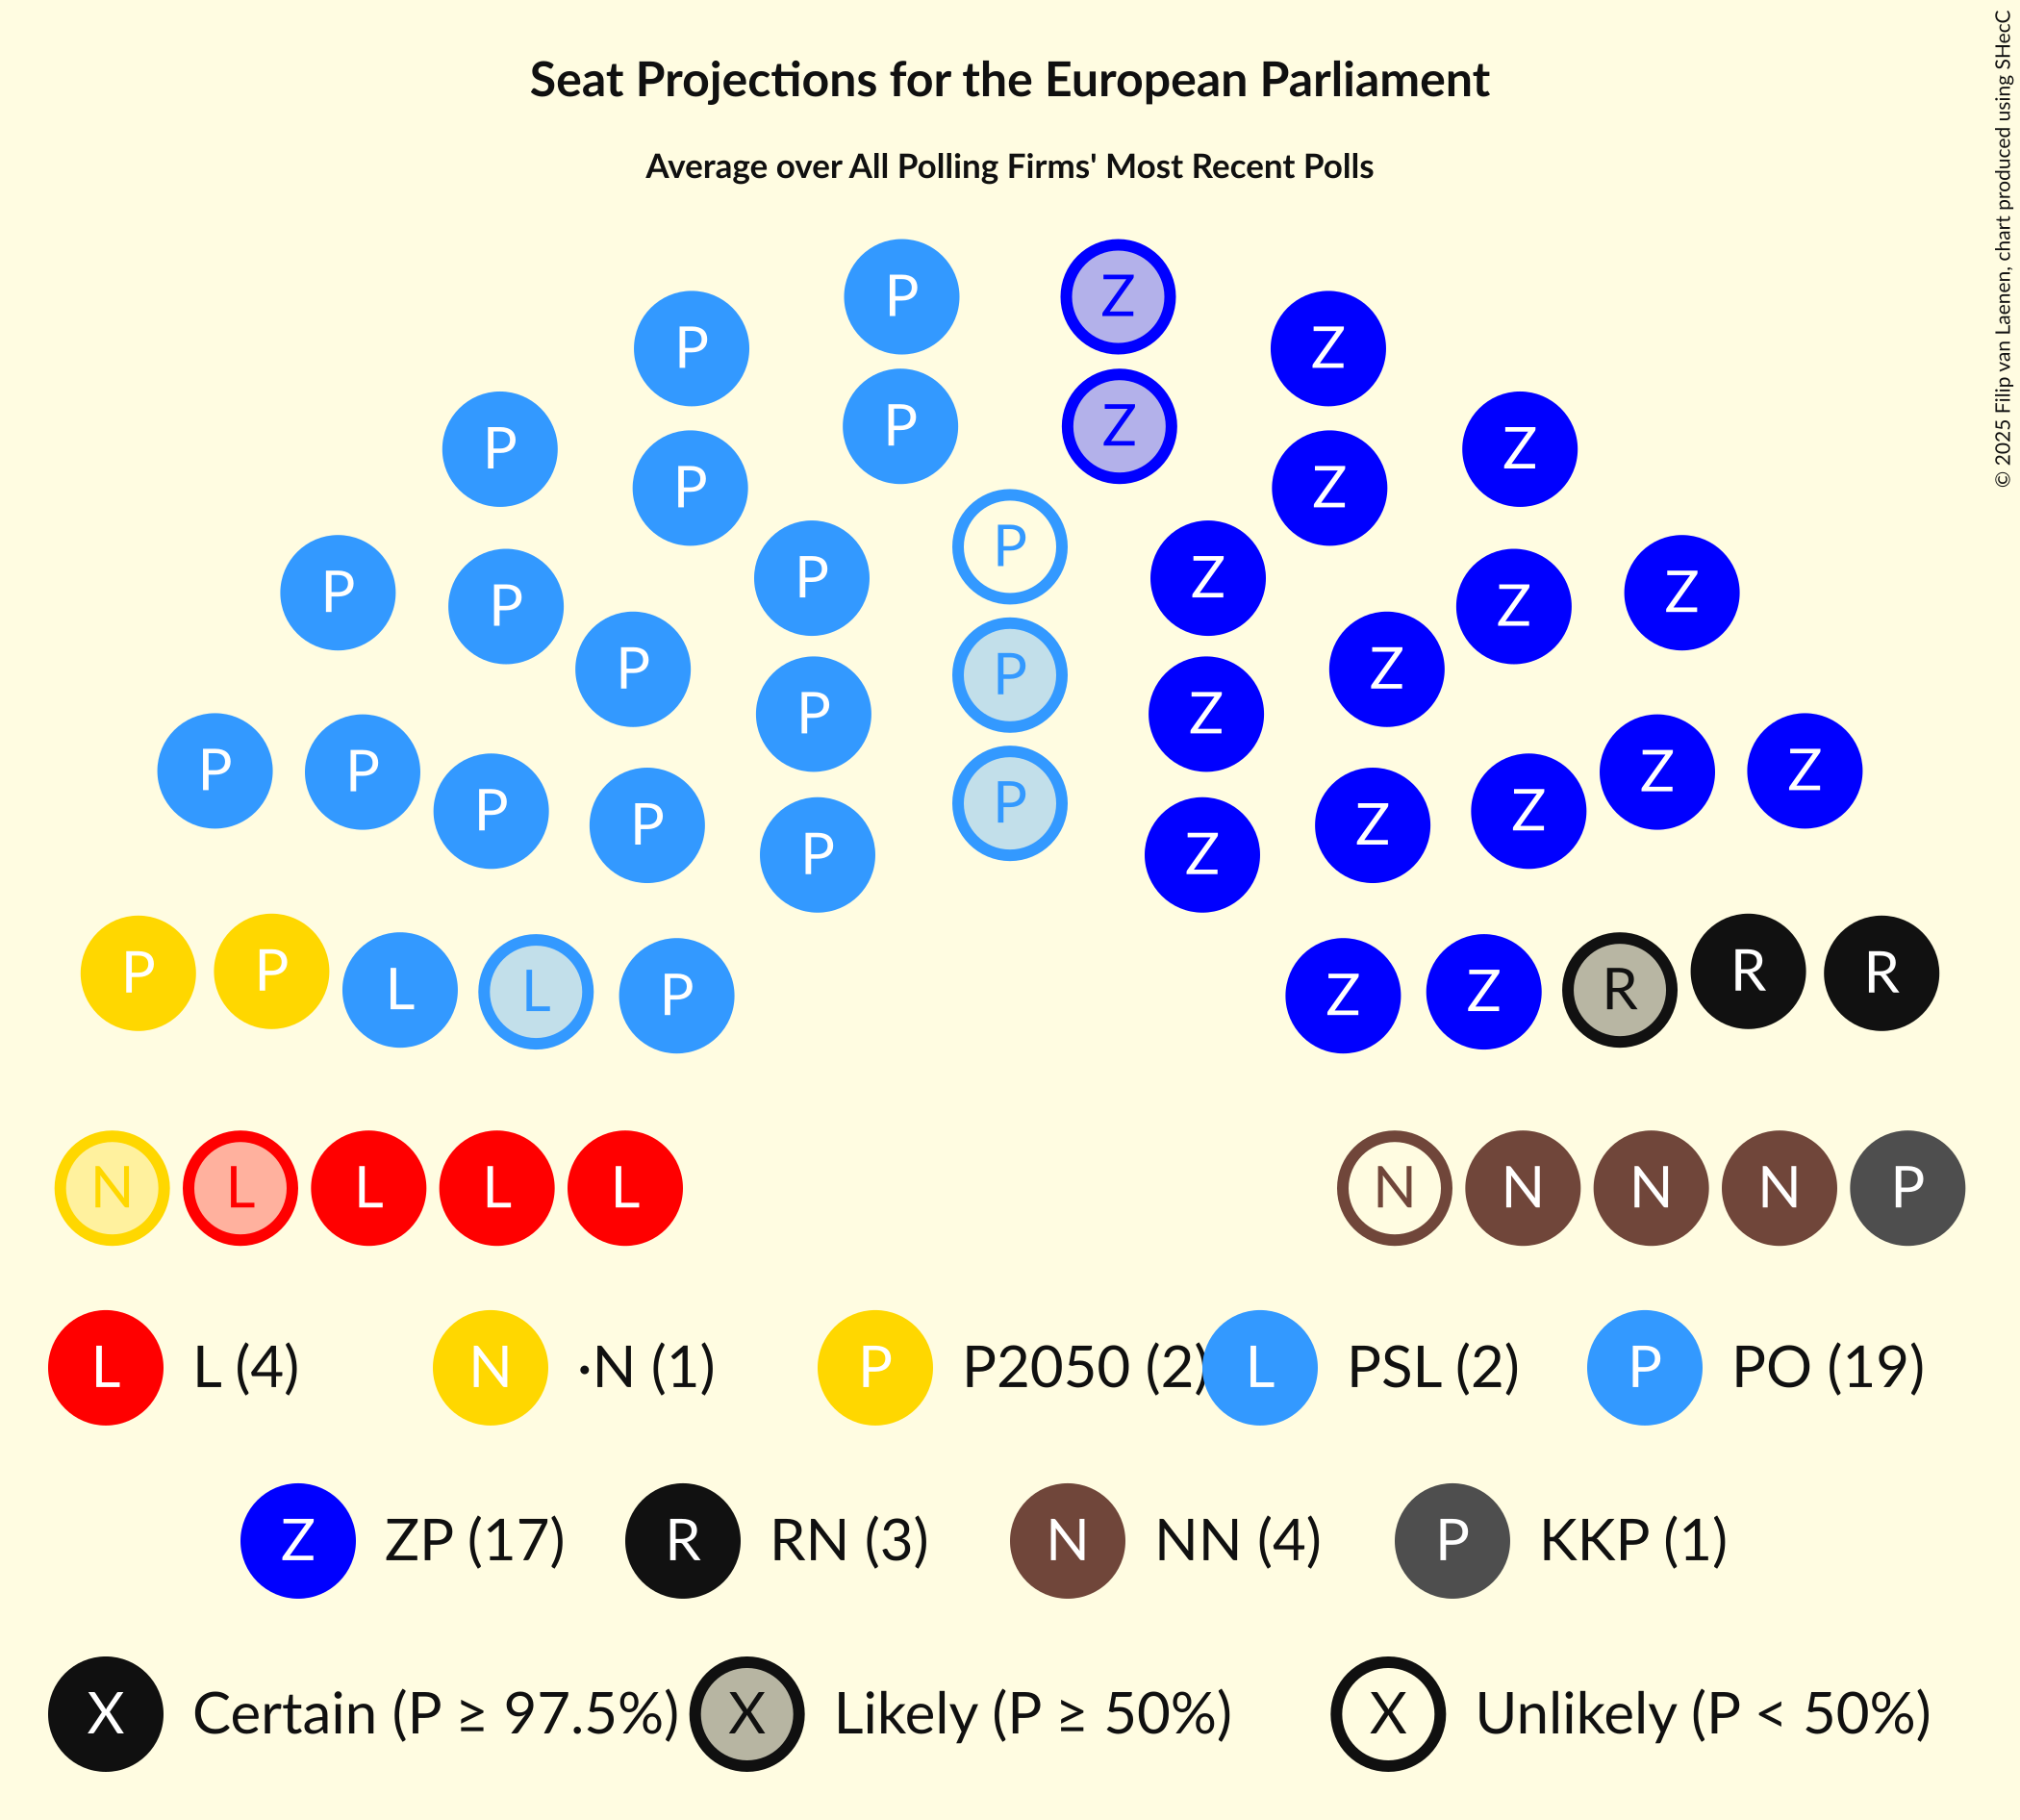 Seat Projections for the European Parliament
Average over All Polling Firms' Most Recent Polls
© 2025 Filip van Laenen, chart produced using SHecC
P Z
P Z
P Z
P Z
P Z
P
P Z
P Z
P Z
P Z
P
P Z
P Z
P P P P Z Z Z Z
P
P Z
P P L L P Z Z R R R
N L L L L N N N N P
L L (4) N ·N (1) P P2050 (2) L PSL (2) P PO (19)
Z ZP (17) R RN (3) N NN (4) P KKP (1)
X Certain (P ≥ 97.5%) X Likely (P ≥ 50%) X Unlikely (P < 50%)